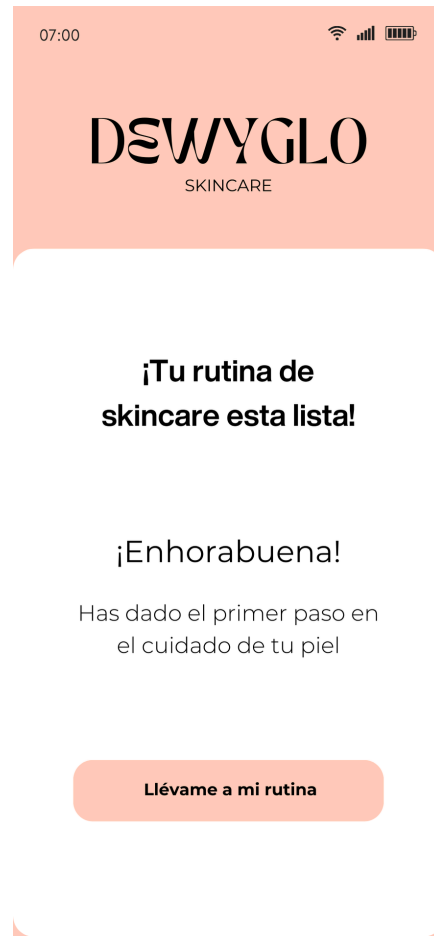 07:00
DEWYGLO
SKINCARE
¡Tu rutina de
skincare esta lista!
¡Enhorabuena!
Has dado el primer paso en
el cuidado de tu piel
Llévame a mi rutina